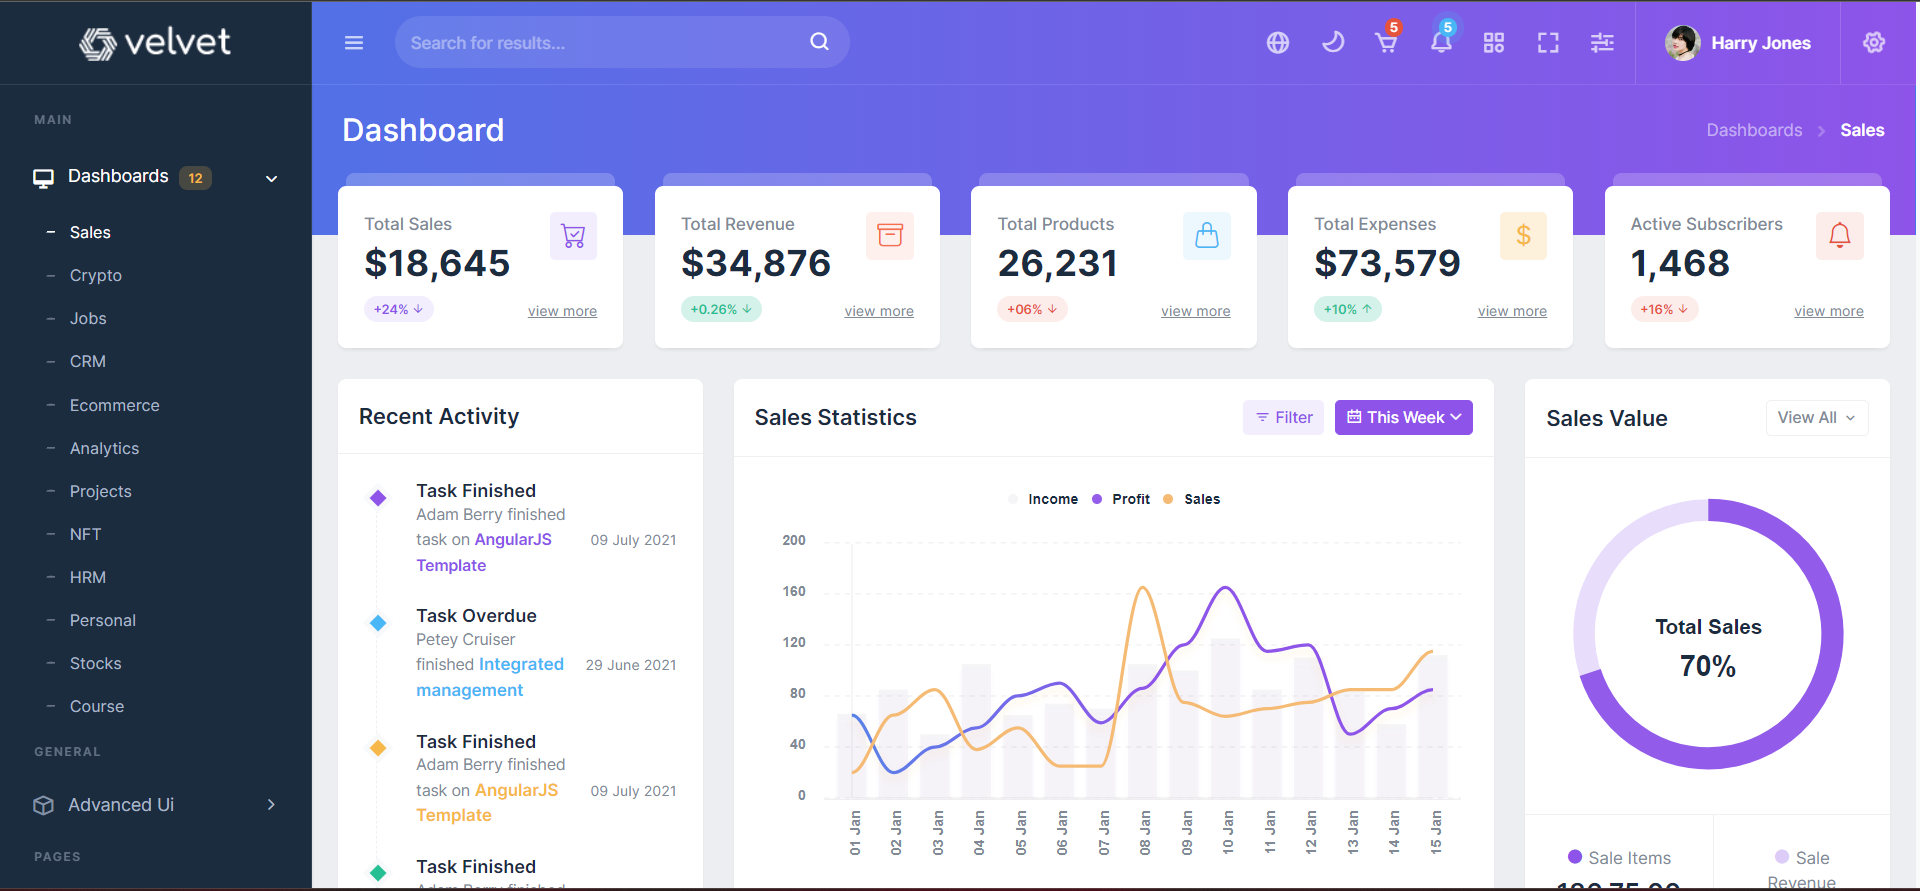 velvet
Search for results...
5
5
Harry Jones
MAIN
Dashboards 12
Sales
Crypto
Jobs
CRM
Ecommerce
Analytics
Projects
NFT
HRM
Personal
Stocks
Course
GENERAL
Advanced Ui
PAGES
Dashboard
Dashboards Sales
Total Sales
$18,645
+24% ↓
view more
Total Revenue
$34,876
+0.26% ↓
view more
Total Products
26,231
+06% ↓
view more
Total Expenses
$73,579
$
+10% ↑
view more
Active Subscribers
1,468
+16% ↓
view more
Recent Activity
Task Finished
Adam Berry finished
task on AngularJS
Template
09 July 2021
Task Overdue
Petey Cruiser
finished Integrated
management
29 June 2021
Task Finished
Adam Berry finished
task on AngularJS
Template
09 July 2021
Task Finished
Adam Berry finished
Sales Statistics
Filter
This Week
Income Profit Sales
200
160
120
80
40
0
01 Jan
02 Jan
03 Jan
04 Jan
05 Jan
06 Jan
07 Jan
08 Jan
09 Jan
10 Jan
11 Jan
12 Jan
13 Jan
14 Jan
15 Jan
Sales Value
View All
Total Sales
70%
Sale Items
Sale
Revenue